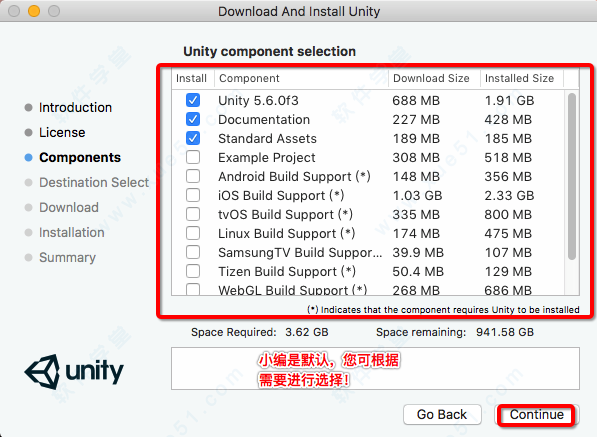 Download And Install Unity
Unity component selection
Install Component Download Size Installed Size
Unity 5.6.0f3 688 MB 1.91 GB
Documentation 227 MB 428 MB
Standard Assets 189 MB 185 MB
Example Project 308 MB 518 MB
Android Build Support (*) 148 MB 356 MB
iOS Build Support (*) 1.03 GB 2.33 GB
tvOS Build Support (*) 335 MB 800 MB
Linux Build Support (*) 174 MB 475 MB
SamsungTV Build Suppor... 39.9 MB 107 MB
Tizen Build Support (*) 50.4 MB 129 MB
WebGL Build Support (*) 268 MB 686 MB
Introduction
License
Components
Destination Select
Download
Installation
Summary
(*) Indicates that the component requires Unity to be installed
Space Required: 3.62 GB Space remaining: 941.58 GB
unity
小编是默认，您可根据
需要进行选择！
Go Back Continue